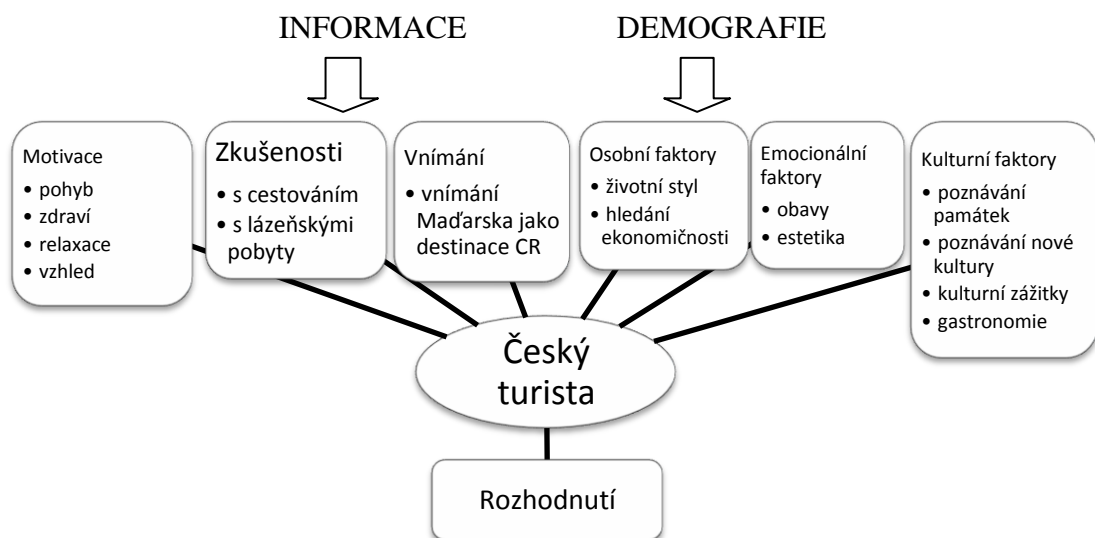 INFORMACE
DEMOGRAFIE
Motivace
• pohyb
• zdraví
• relaxace
• vzhled
Zkušenosti
• s cestováním
• s lázeňskými
pobyty
Vnímání
• vnímání
Maďarska jako
destinace CR
Osobní faktory
• životní styl
• hledání
ekonomičnosti
Emocionální
faktory
• obavy
• estetika
Kulturní faktory
• poznávání
památek
• poznávání nové
kultury
• kulturní zážitky
• gastronomie
Český
turista
Rozhodnutí